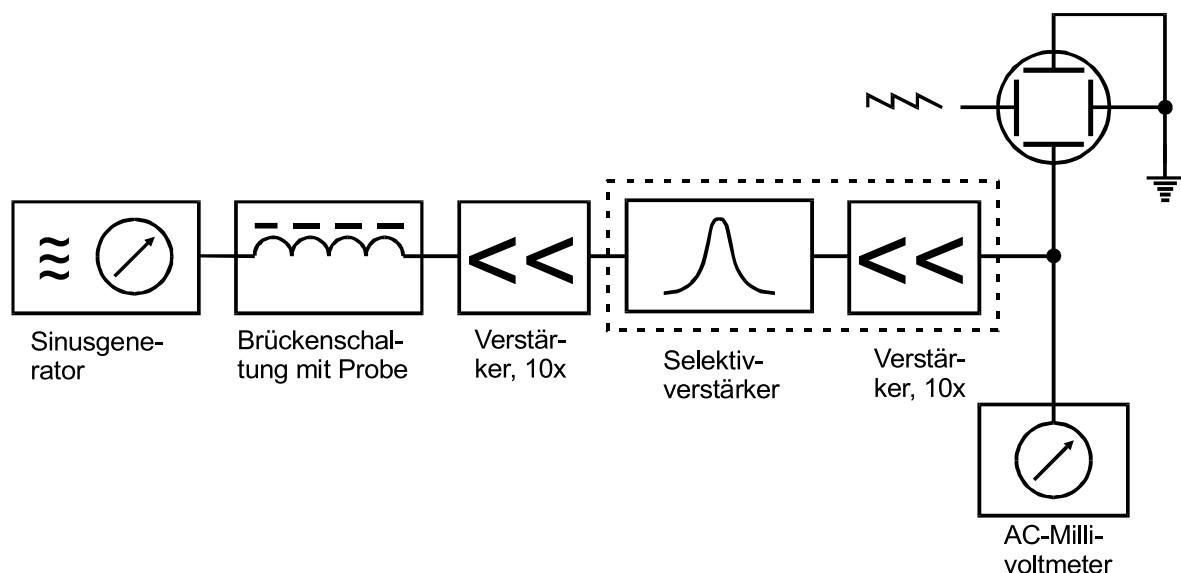 Sinusgene-
rator
Brückenschal-
tung mit Probe
Verstär-
ker, 10x
Selektiv-
verstärker
Verstär-
ker, 10x
AC-Milli-
voltmeter